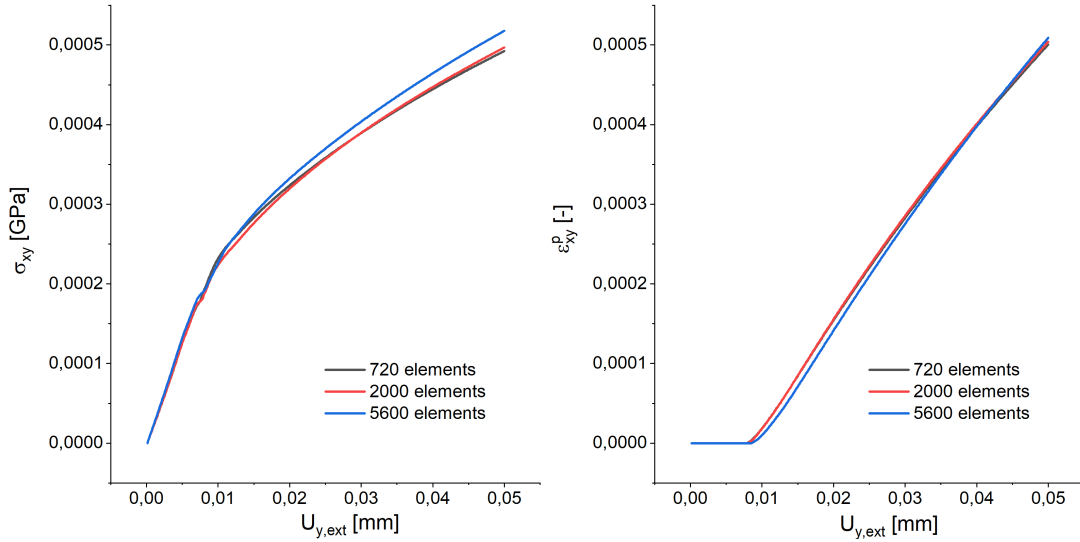 0,0005
0,0004
0,0003
0,0002
0,0001
0,0000
σxy [GPa]
720 elements
2000 elements
5600 elements
0,00 0,01 0,02 0,03 0,04 0,05
Uy,ext [mm]
0,0005
0,0004
0,0003
0,0002
0,0001
0,0000
εpxy [-]
720 elements
2000 elements
5600 elements
0,00 0,01 0,02 0,03 0,04 0,05
Uy,ext [mm]